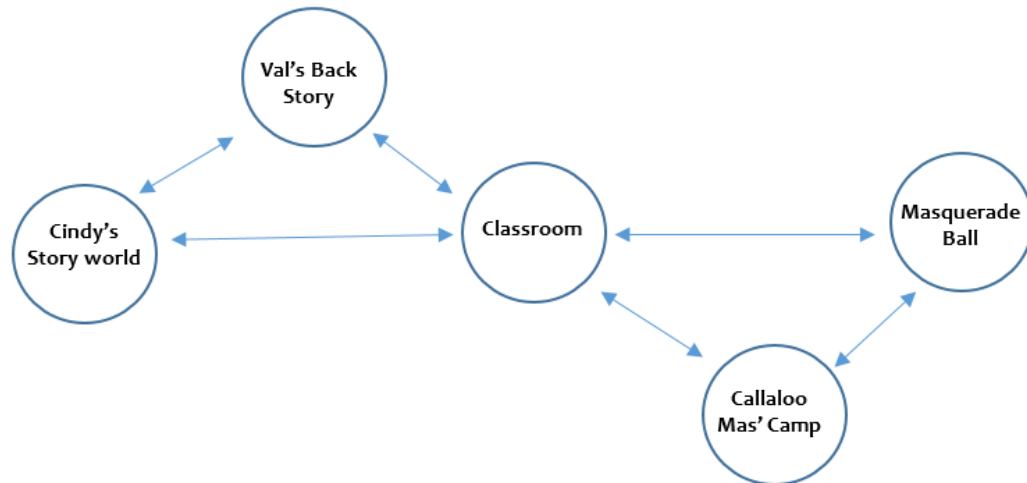 Val’s Back
Story
Cindy’s
Story world
Classroom
Masquerade
Ball
Callaloo
Mas’ Camp